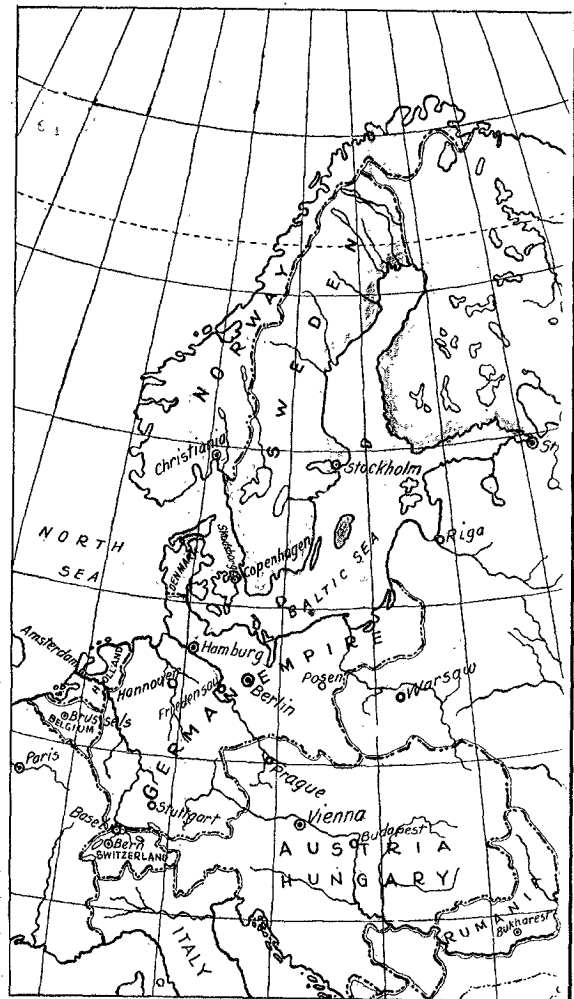 NORWAY
SWEDEN
Christiania
Stockholm
NORTH
SEA
DENMARK
Copenhagen
BALTIC SEA
Riga
Amsterdam
HOLLAND
Hamburg
GERMAN EMPIRE
Hannover
Friedensau
Berlin
Posen
Warsaw
Brussels
BELGIUM
Paris
Prague
Stuttgart
Vienna
Budapest
Basel
Bern
SWITZERLAND
AUSTRIA
HUNGARY
RUMANIA
Bukharest
ITALY